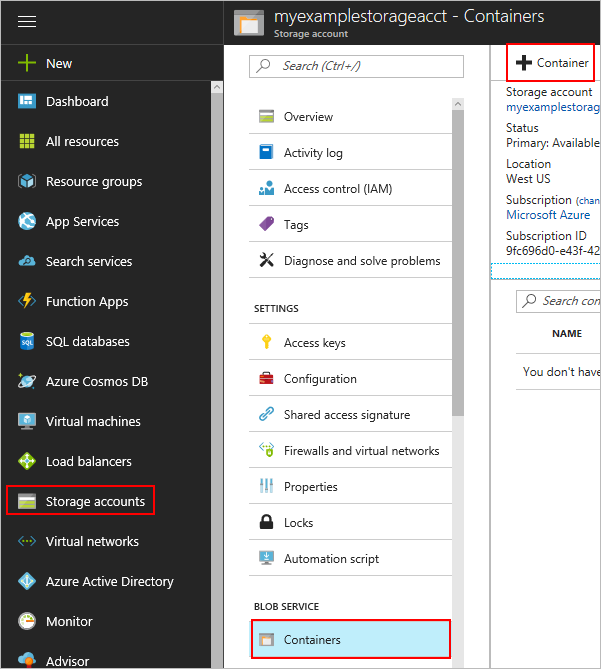 myexamplestorageacct - Containers
Storage account
New
Dashboard
All resources
Resource groups
App Services
Search services
Function Apps
SQL databases
Azure Cosmos DB
Virtual machines
Load balancers
Storage accounts
Virtual networks
Azure Active Directory
Monitor
Advisor
Search (Ctrl+/)
Overview
Activity log
Access control (IAM)
Tags
Diagnose and solve problems
SETTINGS
Access keys
Configuration
Shared access signature
Firewalls and virtual networks
Properties
Locks
Automation script
BLOB SERVICE
Containers
Container
Storage account
myexamplestorag
Status
Primary: Available
Location
West US
Subscription (chan
Microsoft Azure
Subscription ID
9fc696d0-e43f-42
Search con
NAME
You don't have